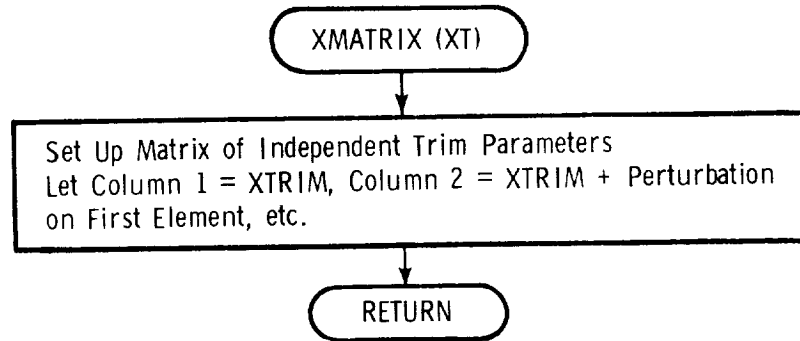 XMATRIX (XT)
Set Up Matrix of Independent Trim Parameters
Let Column 1 = XTRIM, Column 2 = XTRIM + Perturbation
on First Element, etc.
RETURN